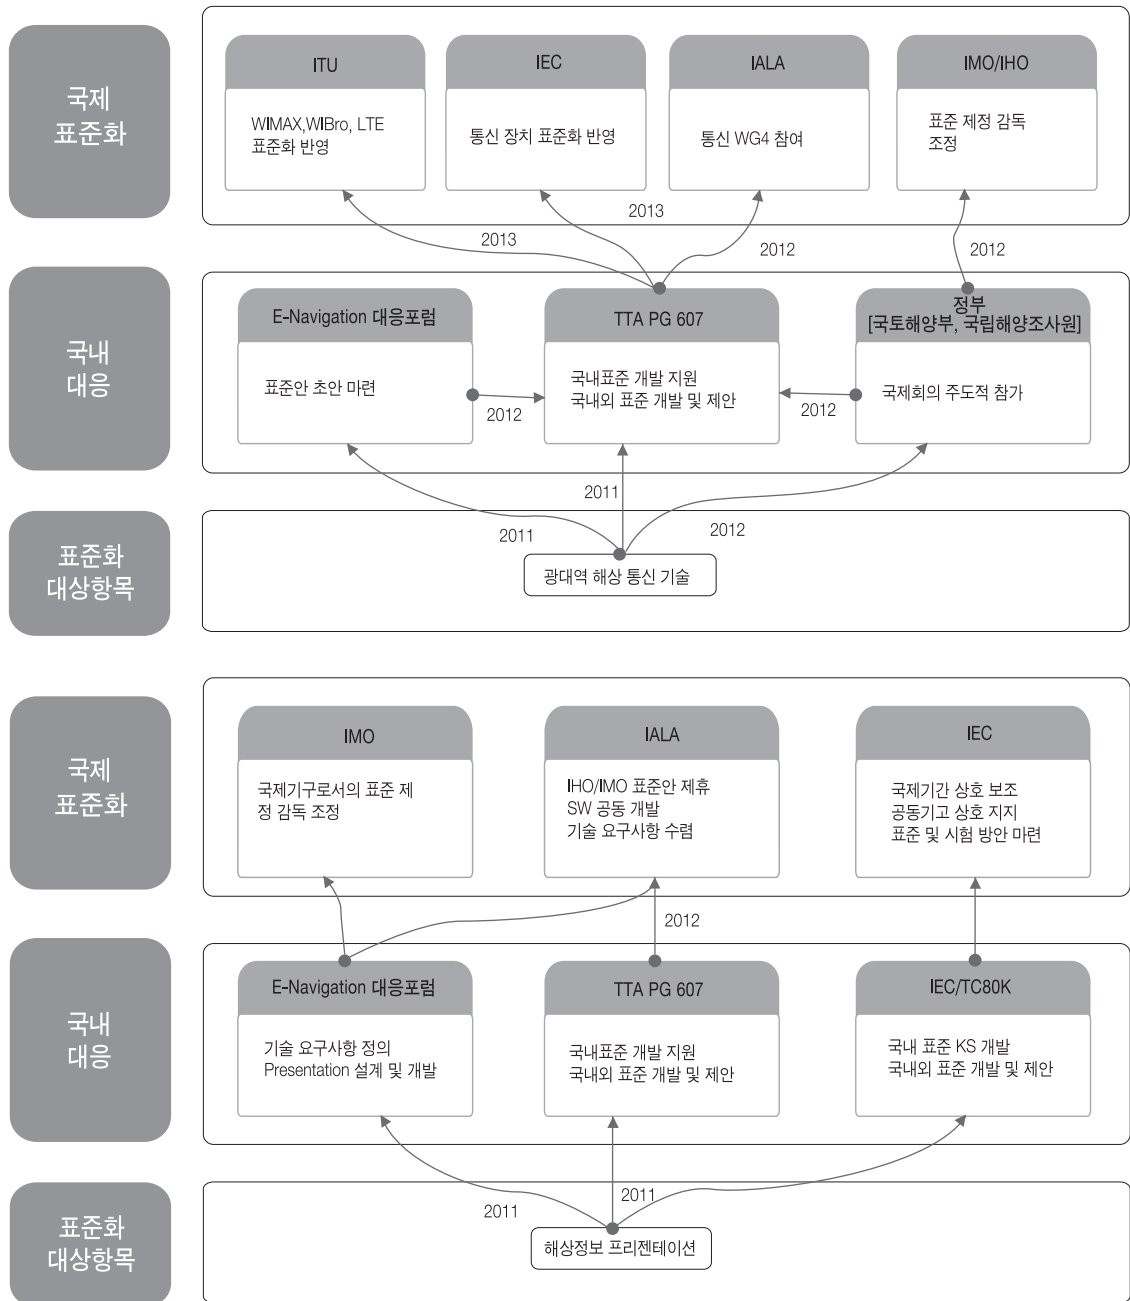 국제
표준화
ITU
WIMAX,WIBro, LTE
표준화 반영
IEC
통신 장치 표준화 반영
IALA
통신 WG4 참여
IMO/IHO
표준 제정 감독
조정
2013
2013
2012
2012
국내
대응
E-Navigation 대응포럼
표준안 초안 마련
2012
TTA PG 607
국내표준 개발 지원
국내외 표준 개발 및 제안
2012
정부
[국토해양부, 국립해양조사원]
국제회의 주도적 참가
2011
2011
2012
표준화
대상항목
광대역 해상 통신 기술
국제
표준화
IMO
국제기구로서의 표준 제
정 감독 조정
IALA
IHO/IMO 표준안 제휴
SW 공동 개발
기술 요구사항 수렴
IEC
국제기간 상호 보조
공동기고 상호 지지
표준 및 시험 방안 마련
2012
국내
대응
E-Navigation 대응포럼
기술 요구사항 정의
Presentation 설계 및 개발
TTA PG 607
국내표준 개발 지원
국내외 표준 개발 및 제안
IEC/TC80K
국내 표준 KS 개발
국내외 표준 개발 및 제안
2011
2011
표준화
대상항목
해상정보 프리젠테이션